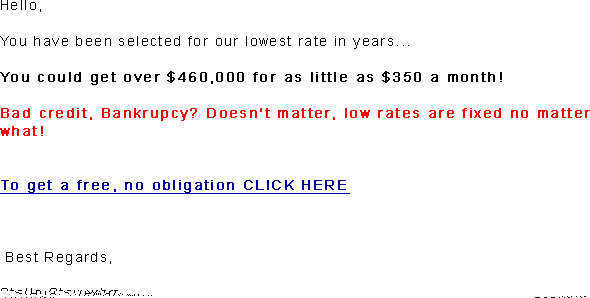 Hello,
You have been selected for our lowest rate in years...
You could get over $460,000 for as little as $350 a month!
Bad credit, Bankrupcy? Doesn't matter, low rates are fixed no matter
what!
To get a free, no obligation CLICK HERE
Best Regards,